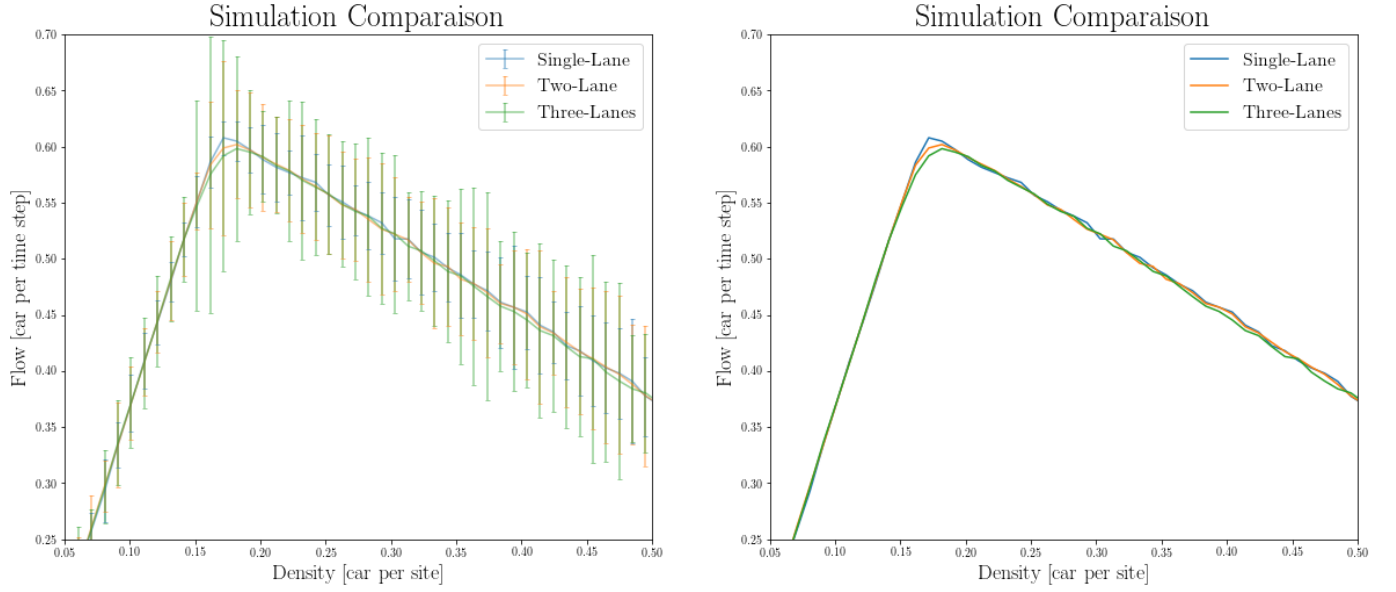 Simulation Comparaison
0.70
0.65
0.60
0.55
0.50
0.45
0.40
0.35
0.30
0.25
Flow [car per time step]
Single-Lane
Two-Lane
Three-Lanes
0.05 0.10 0.15 0.20 0.25 0.30 0.35 0.40 0.45 0.50
Density [car per site]
Simulation Comparaison
0.70
0.65
0.60
0.55
0.50
0.45
0.40
0.35
0.30
0.25
Flow [car per time step]
Single-Lane
Two-Lane
Three-Lanes
0.05 0.10 0.15 0.20 0.25 0.30 0.35 0.40 0.45 0.50
Density [car per site]